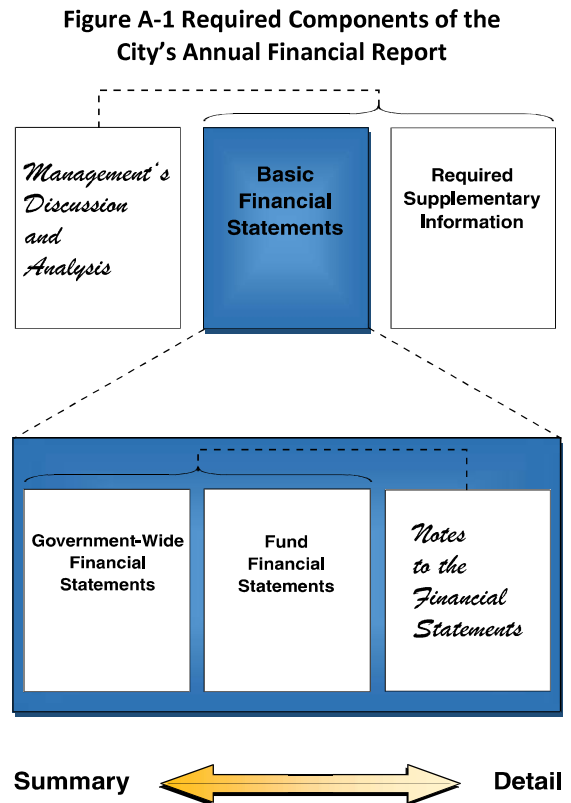 Figure A-1 Required Components of the
City's Annual Financial Report
Management's
Discussion
and
Analysis
Basic
Financial
Statements
Required
Supplementary
Information
Government-Wide
Financial
Statements
Fund
Financial
Statements
Notes
to the
Financial
Statements
Summary
Detail